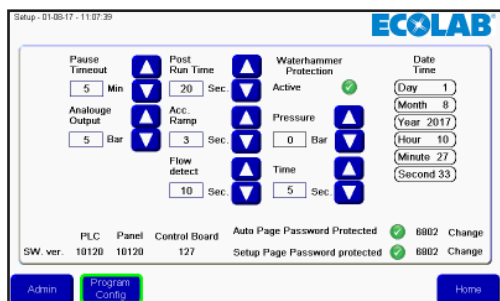 Setup - 01-08-17 - 11:07:39
ECOLAB®
Pause Timeout
5 Min
Post Run Time
20 Sec.
Waterhammer Protection
Active
Date Time
Day 1
Month 8
Year 2017
Hour 10
Minute 27
Second 33
Analouge Output
5 Bar
Acc. Ramp
3 Sec.
Pressure
0 Bar
Flow detect
10 Sec.
Time
5 Sec.
PLC Panel Control Board
SW. ver. 10120 10120 127
Auto Page Password Protected 6802 Change
Setup Page Password protected 6802 Change
Admin
Program Config
Home